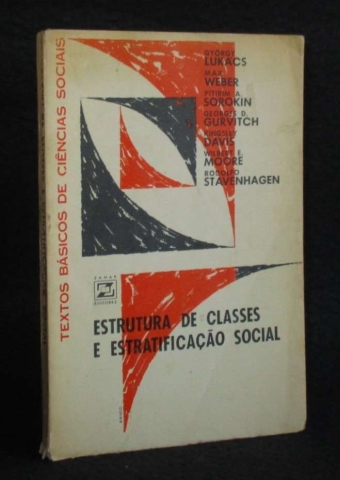 TEXTOS BÁSICOS DE CIÊNCIAS SOCIAIS
GYÖRGY
LUKÁCS
MAX
WEBER
PITIRIM A.
SOROKIN
GEORGES D.
GURVITCH
KINGSLEY
DAVIS
WILBERT E.
MOORE
RODOLFO
STAVENHAGEN
ZAHAR
EDITORES
ESTRUTURA DE CLASSES
E ESTRATIFICAÇÃO SOCIAL